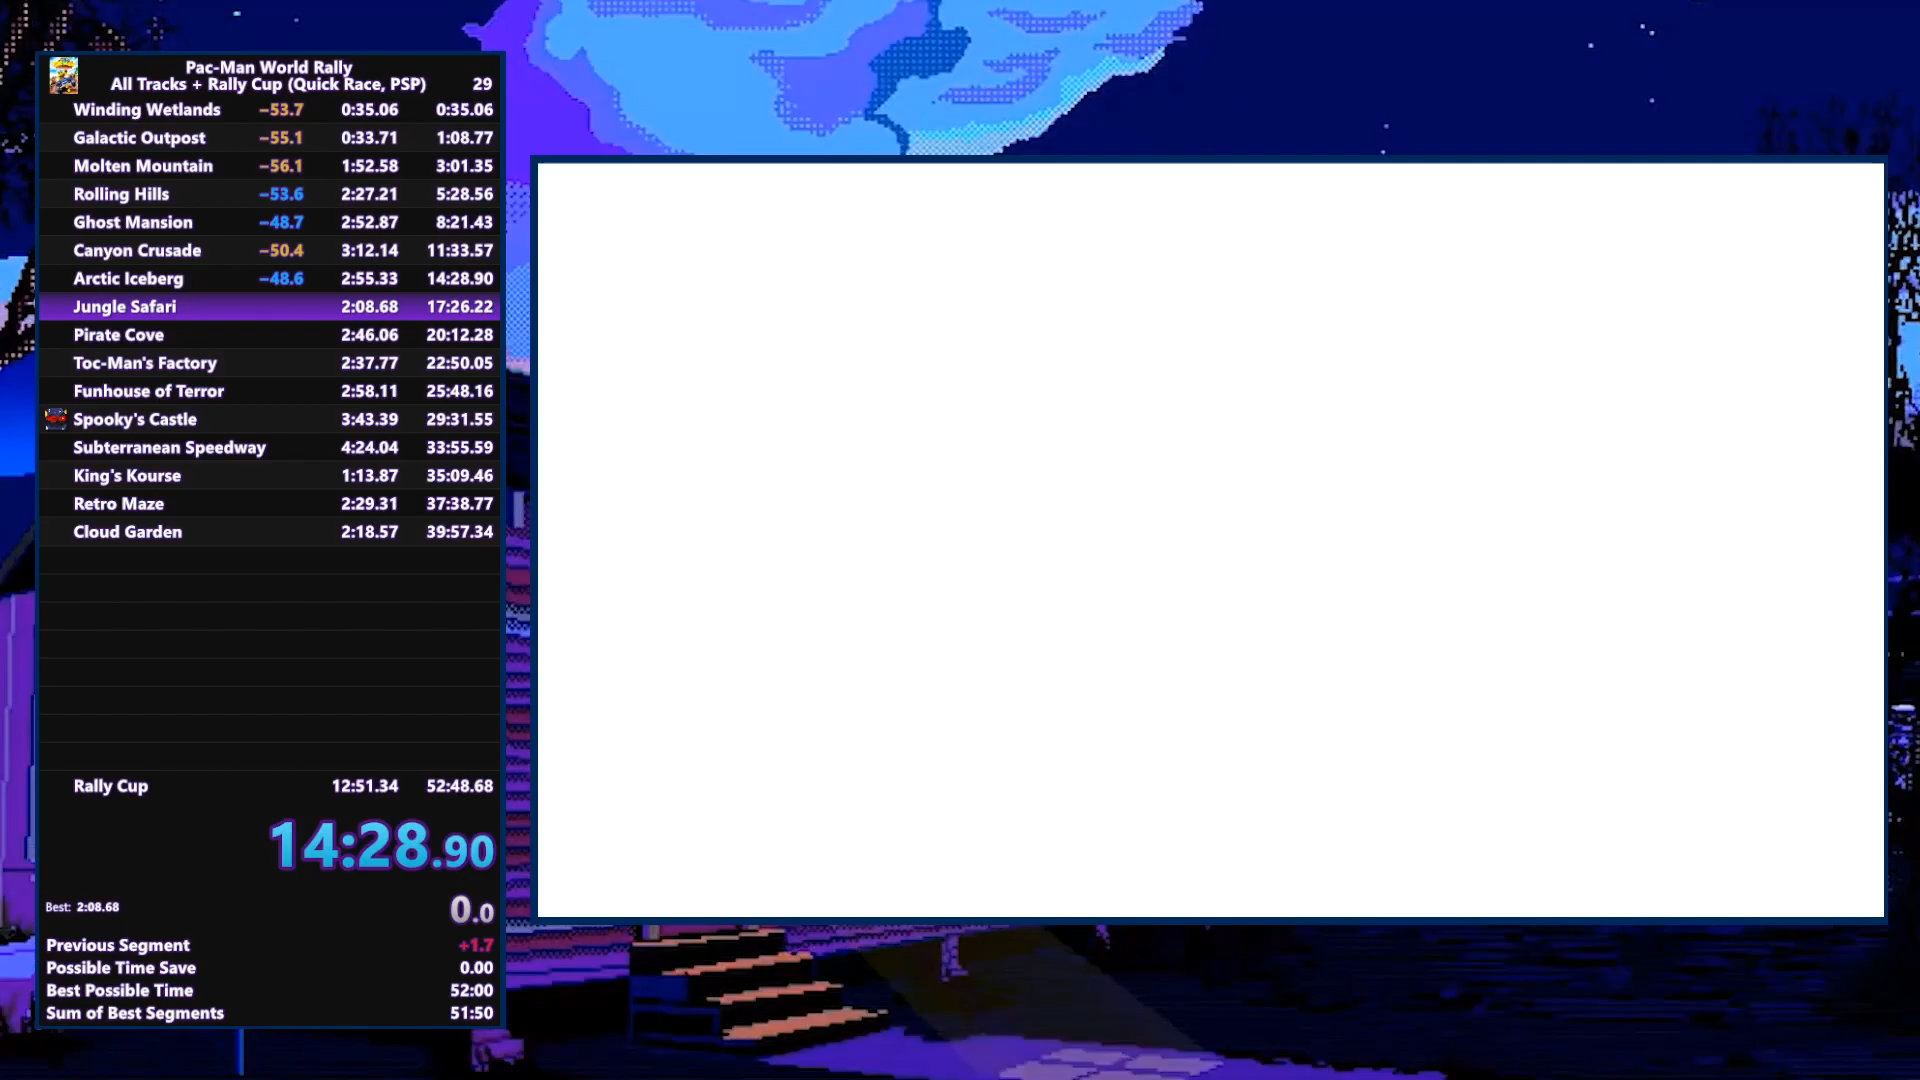 Pac-Man World Rally
All Tracks + Rally Cup (Quick Race, PSP) 29
Winding Wetlands −53.7 0:35.06 0:35.06
Galactic Outpost −55.1 0:33.71 1:08.77
Molten Mountain −56.1 1:52.58 3:01.35
Rolling Hills −53.6 2:27.21 5:28.56
Ghost Mansion −48.7 2:52.87 8:21.43
Canyon Crusade −50.4 3:12.14 11:33.57
Arctic Iceberg −48.6 2:55.33 14:28.90
Jungle Safari 2:08.68 17:26.22
Pirate Cove 2:46.06 20:12.28
Toc-Man's Factory 2:37.77 22:50.05
Funhouse of Terror 2:58.11 25:48.16
Spooky's Castle 3:43.39 29:31.55
Subterranean Speedway 4:24.04 33:55.59
King's Kourse 1:13.87 35:09.46
Retro Maze 2:29.31 37:38.77
Cloud Garden 2:18.57 39:57.34
Rally Cup 12:51.34 52:48.68
14:28.90
Best: 2:08.68 0.0
Previous Segment +1.7
Possible Time Save 0.00
Best Possible Time 52:00
Sum of Best Segments 51:50